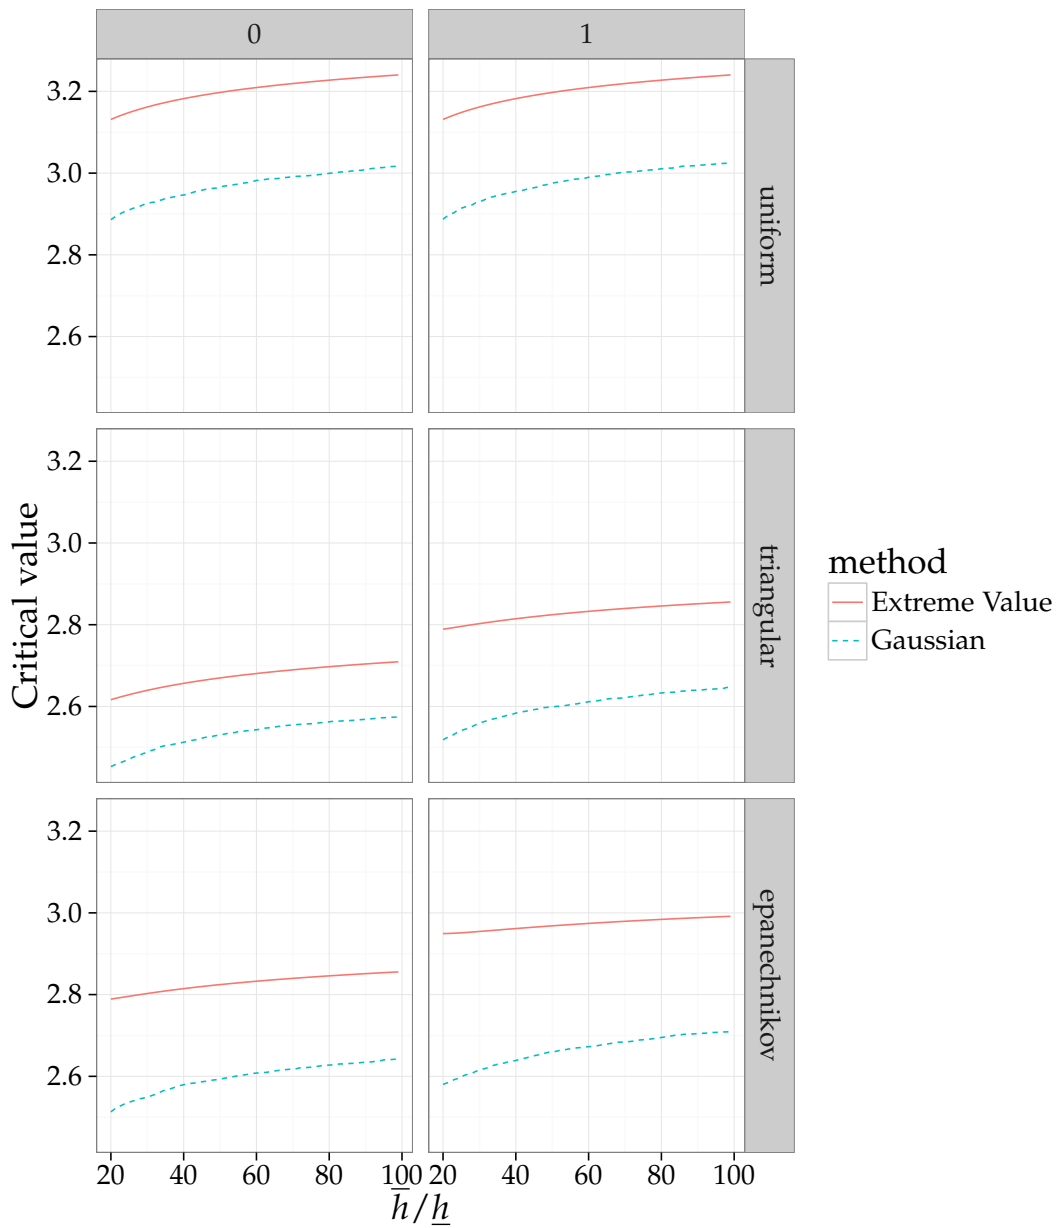 0 1
3.2
3.0
2.8
2.6
uniform
3.2
3.0
2.8
2.6
triangular
3.2
3.0
2.8
2.6
epanechnikov
20 40 60 80 100 20 40 60 80 100
h̅/h̲
Critical value
method
Extreme Value
Gaussian